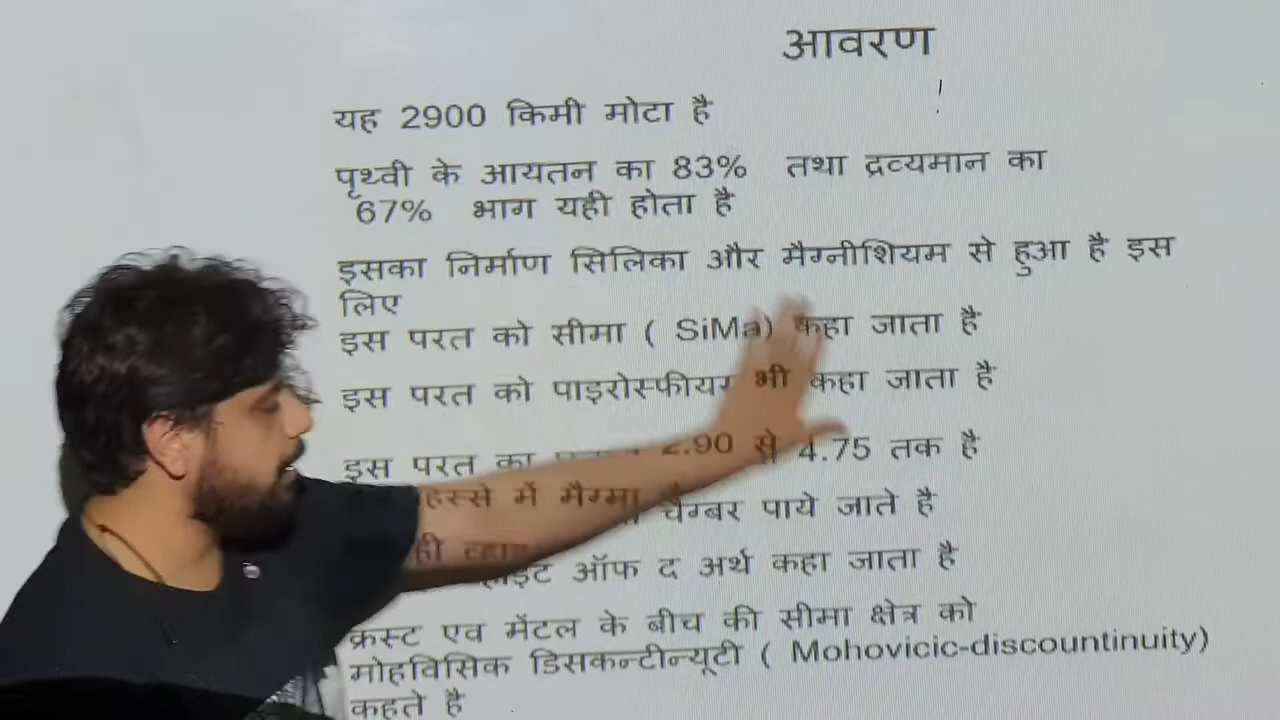 आवरण
यह 2900 किमी मोटा है
पृथ्वी के आयतन का 83% तथा द्रव्यमान का
67% भाग यही होता है
इसका निर्माण सिलिका और मैग्नीशियम से हुआ है इस
लिए
इस परत को सीमा ( SiMa) कहा जाता है
इस परत को पाइरोस्फीयर भी कहा जाता है
इस परत का 2.90 से 4.75 तक है
में मैग्मा चैम्बर पाये जाते है
ऑफ द अर्थ कहा जाता है
क्रस्ट एव मेंटल के बीच की सीमा क्षेत्र को
मोहविसिक डिसकन्टीन्यूटी ( Mohovicic-discountinuity)
कहते है